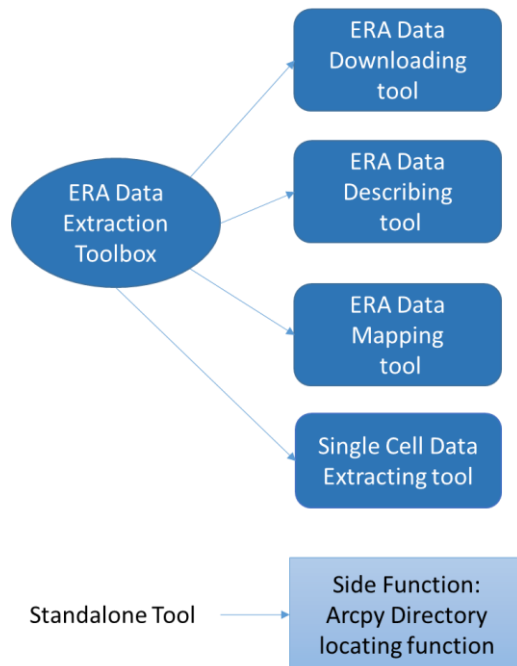 ERA Data
Downloading
tool
ERA Data
Extraction
Toolbox
ERA Data
Describing
tool
ERA Data
Mapping
tool
Single Cell Data
Extracting tool
Standalone Tool
Side Function:
Arcpy Directory
locating function